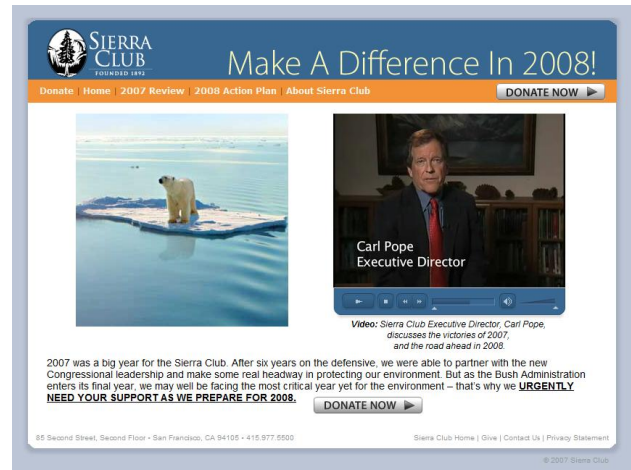 SIERRA
CLUB
FOUNDED 1892
Make A Difference In 2008!
Donate | Home | 2007 Review | 2008 Action Plan | About Sierra Club
DONATE NOW
Carl Pope
Executive Director
Video: Sierra Club Executive Director, Carl Pope,
discusses the victories of 2007,
and the road ahead in 2008.
2007 was a big year for the Sierra Club. After six years on the defensive, we were able to partner with the new
Congressional leadership and make some real headway in protecting our environment. But as the Bush Administration
enters its final year, we may well be facing the most critical year yet for the environment – that's why we URGENTLY
NEED YOUR SUPPORT AS WE PREPARE FOR 2008.
DONATE NOW
85 Second Street, Second Floor • San Francisco, CA 94105 • 415.977.5500
Sierra Club Home | Give | Contact Us | Privacy Statement
© 2007 Sierra Club